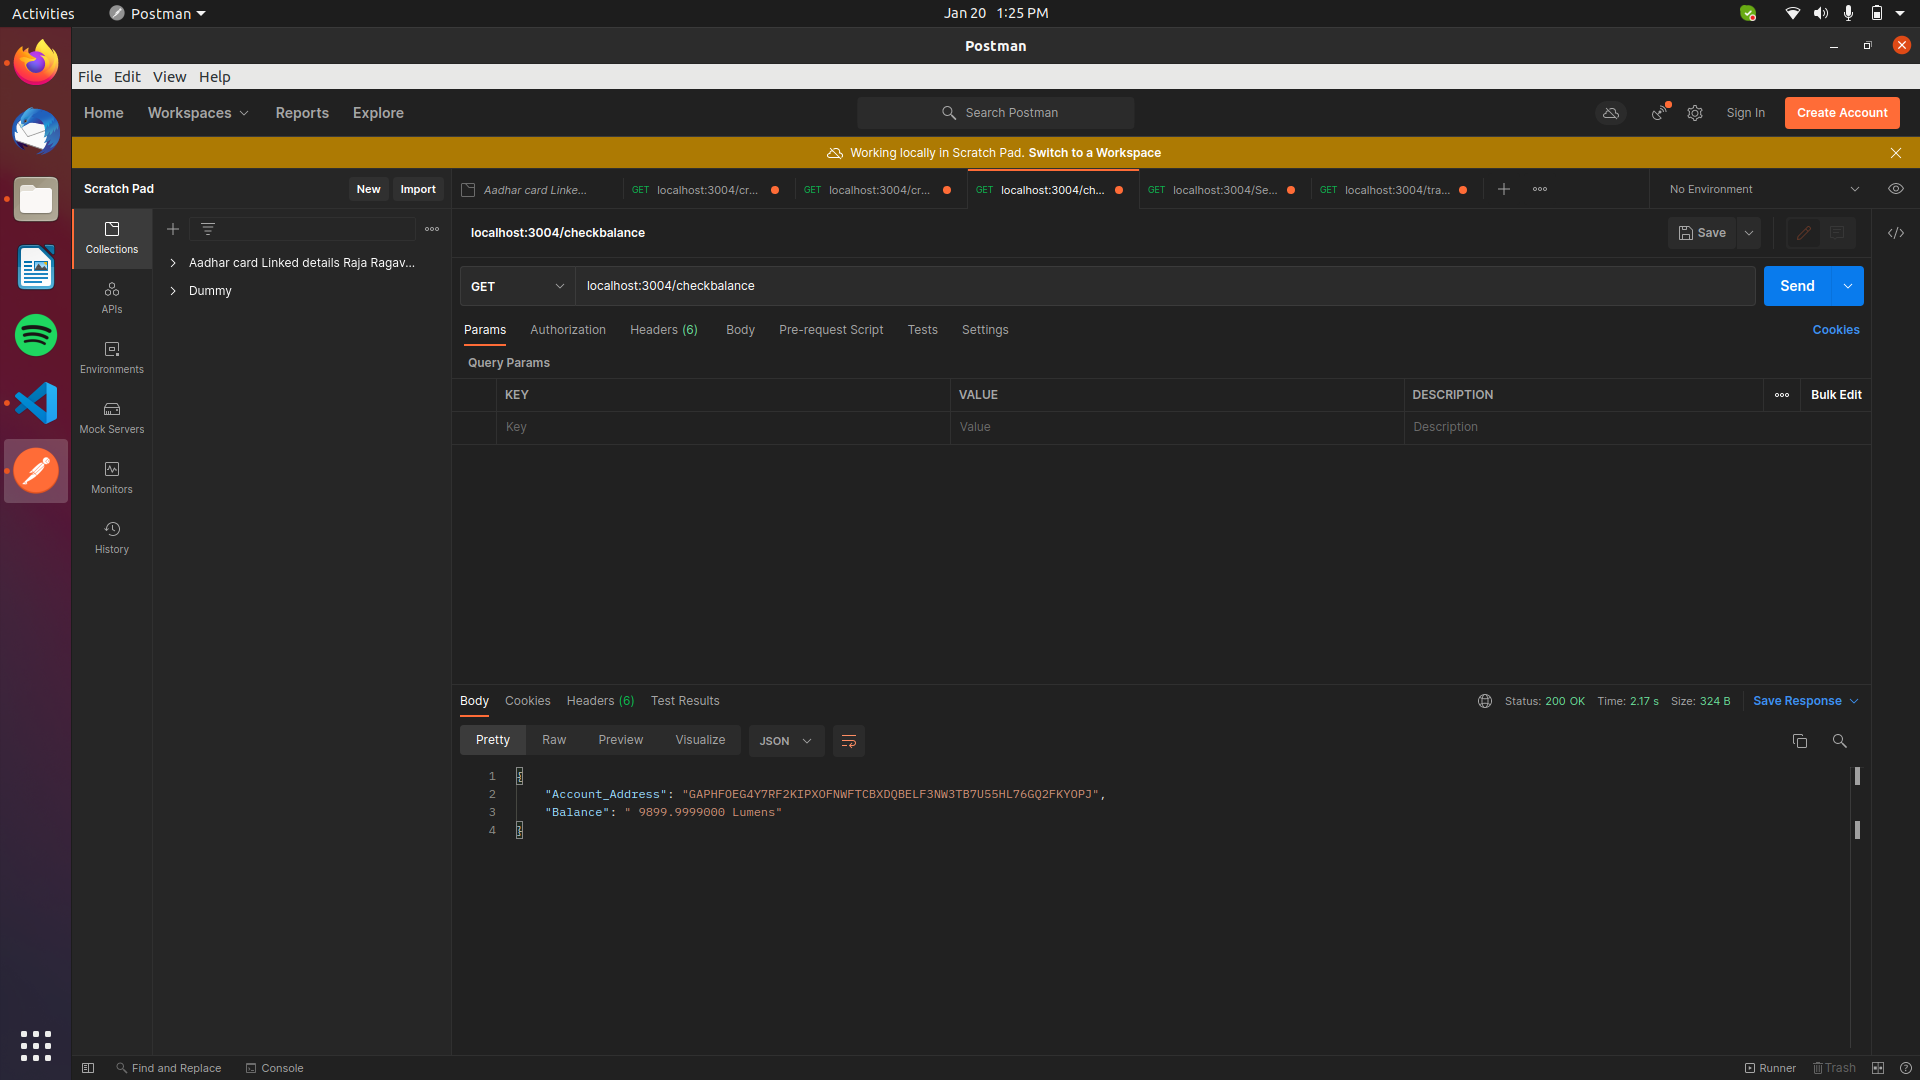 Activities Postman Jan 20 1:25 PM
Postman
File Edit View Help
Home Workspaces Reports Explore Search Postman Sign In Create Account
Working locally in Scratch Pad. Switch to a Workspace
Scratch Pad New Import Aadhar card Linke... GET localhost:3004/cr... GET localhost:3004/cr... GET localhost:3004/ch... GET localhost:3004/Se... GET localhost:3004/tra... No Environment
Collections
APIs
Environments
Mock Servers
Monitors
History
Aadhar card Linked details Raja Ragav...
Dummy
localhost:3004/checkbalance Save
GET localhost:3004/checkbalance Send
Params Authorization Headers (6) Body Pre-request Script Tests Settings Cookies
Query Params
KEY VALUE DESCRIPTION Bulk Edit
Key Value Description
Body Cookies Headers (6) Test Results Status: 200 OK Time: 2.17 s Size: 324 B Save Response
Pretty Raw Preview Visualize JSON
1 {
2 "Account_Address": "GAPHFOEG4Y7RF2KIPXOFNWFTCBXDQBELF3NW3TB7U55HL76GQ2FKYOPJ",
3 "Balance": " 9899.9999000 Lumens"
4 }
Find and Replace Console Runner Trash